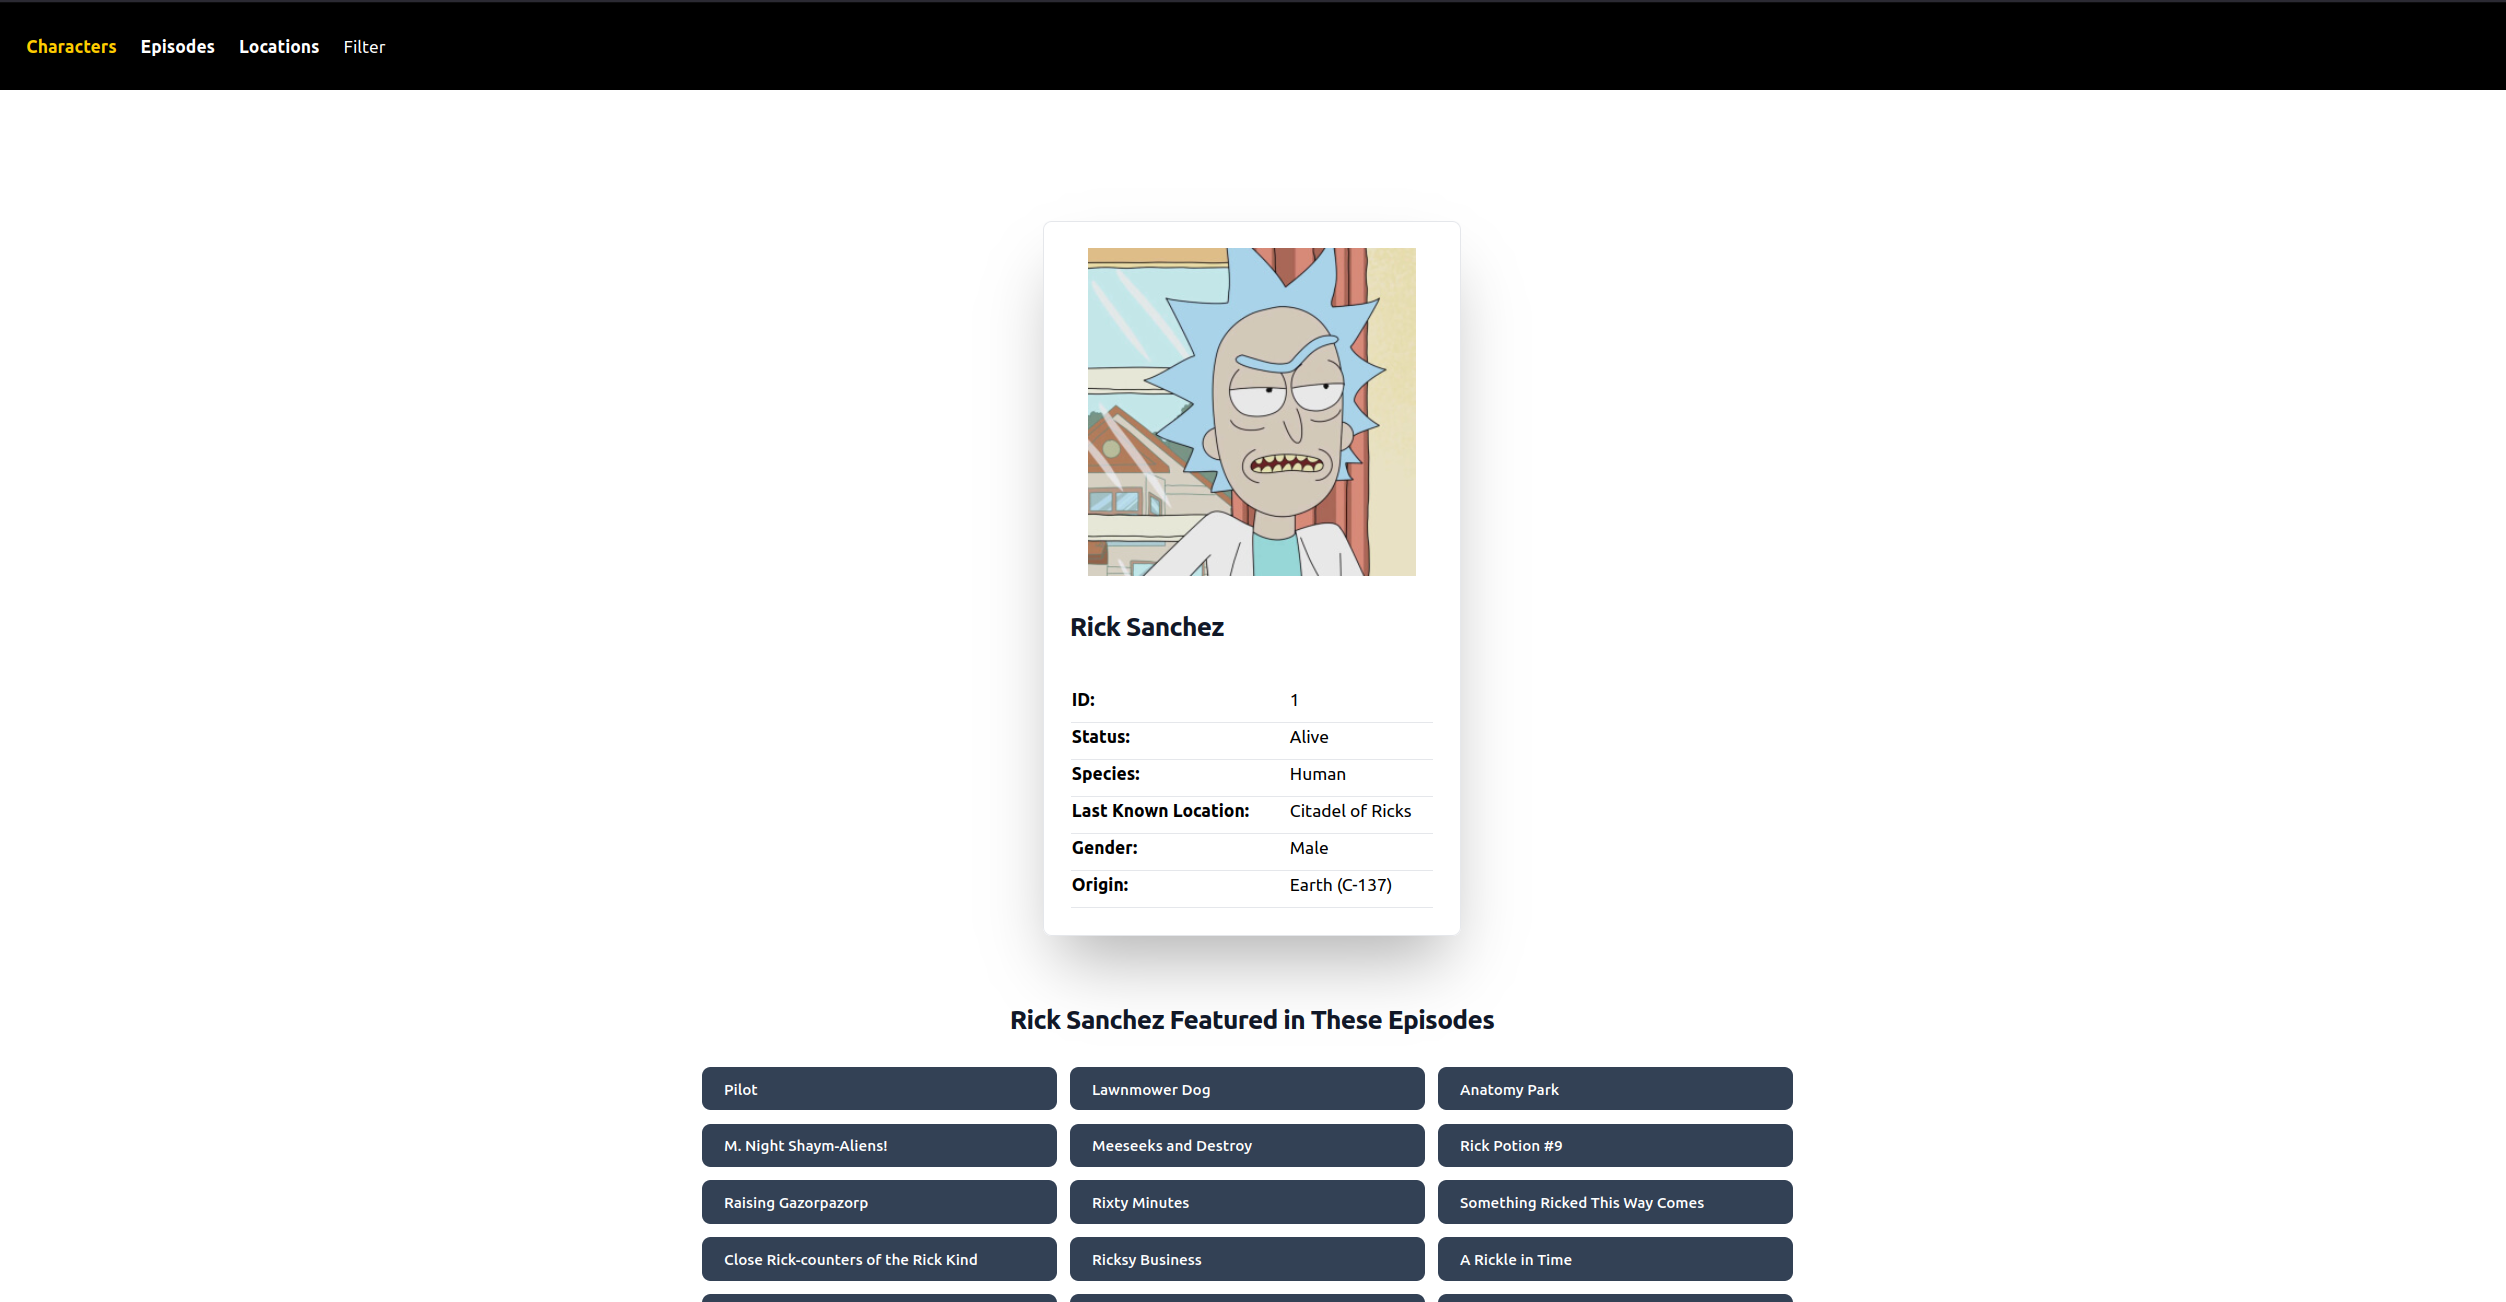 Characters Episodes Locations Filter
Rick Sanchez
ID: 1
Status: Alive
Species: Human
Last Known Location: Citadel of Ricks
Gender: Male
Origin: Earth (C-137)
Rick Sanchez Featured in These Episodes
Pilot Lawnmower Dog Anatomy Park
M. Night Shaym-Aliens! Meeseeks and Destroy Rick Potion #9
Raising Gazorpazorp Rixty Minutes Something Ricked This Way Comes
Close Rick-counters of the Rick Kind Ricksy Business A Rickle in Time